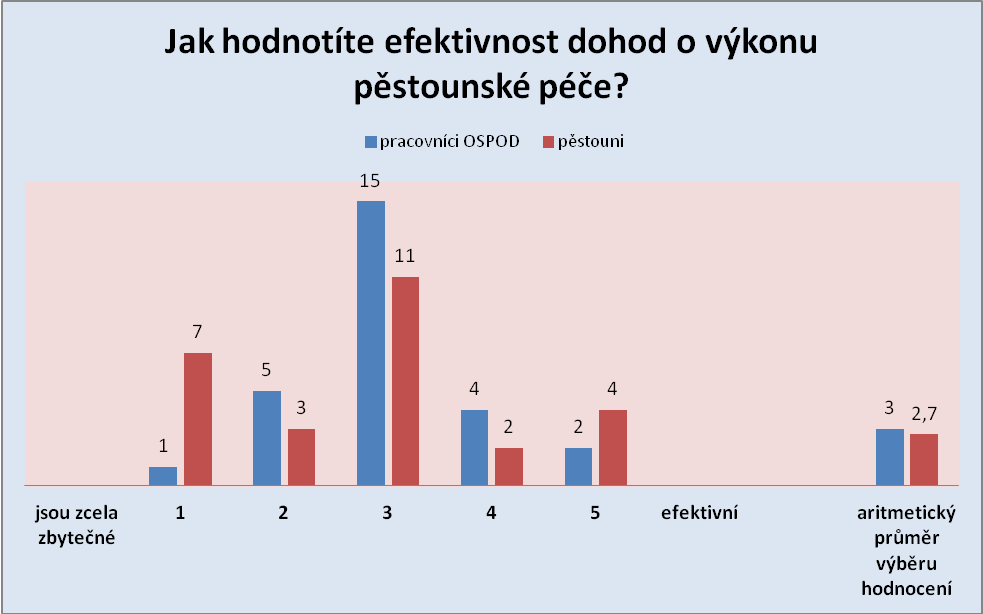 Jak hodnotíte efektivnost dohod o výkonu
pěstounské péče?
pracovníci OSPOD pěstouni
15
11
7
5
4
4
3
3
2,7
2
2
1
jsou zcela
zbytečné
1
2
3
4
5
efektivní
aritmetický
průměr
výběru
hodnocení